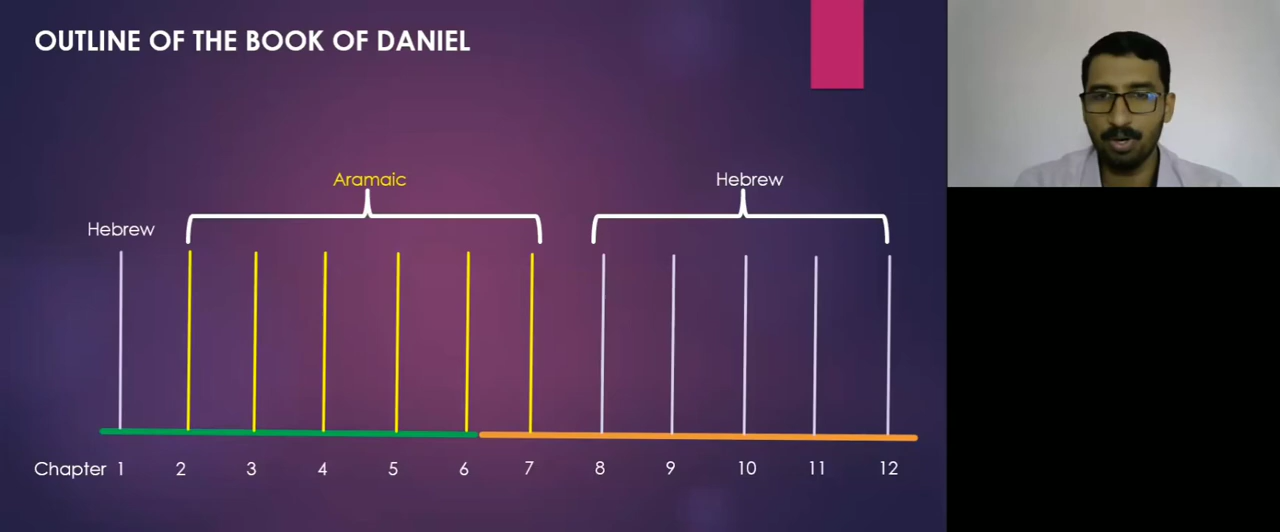 OUTLINE OF THE BOOK OF DANIEL
Aramaic
Hebrew
Hebrew
Chapter 1 2 3 4 5 6 7 8 9 10 11 12